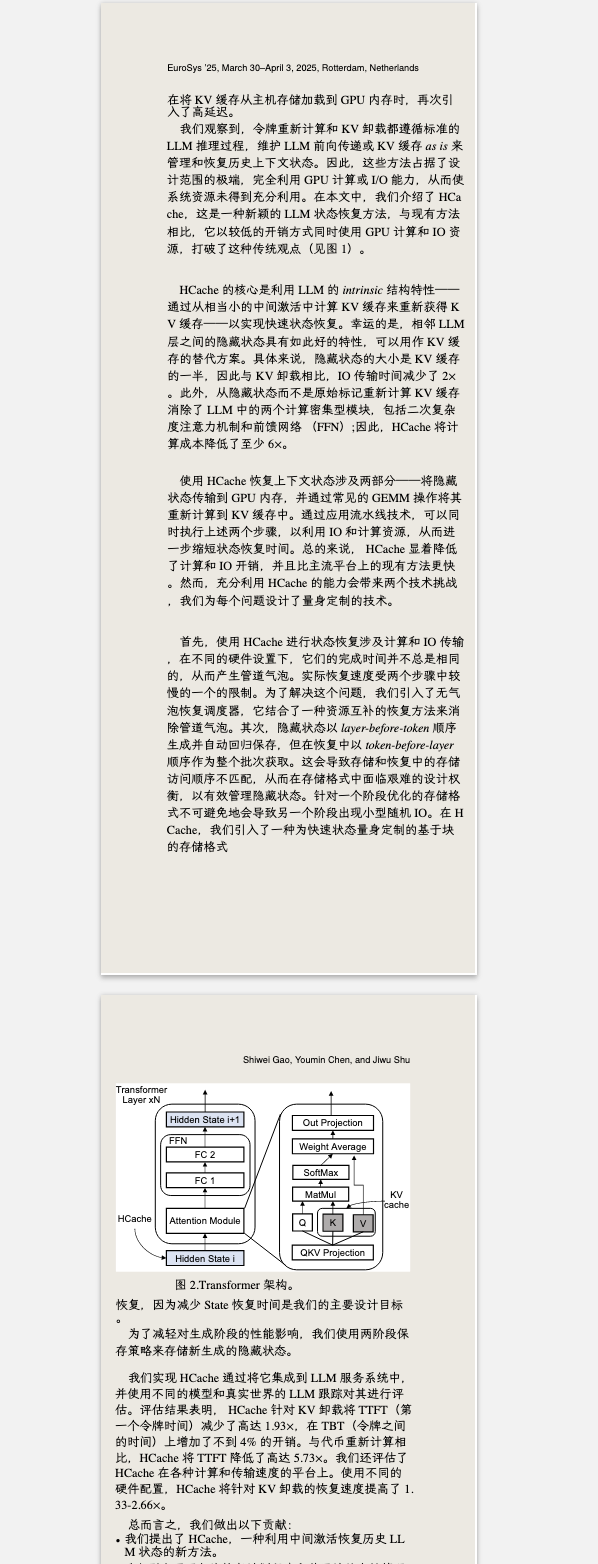 EuroSys '25, March 30–April 3, 2025, Rotterdam, Netherlands
在将 KV 缓存从主机存储加载到 GPU 内存时，再次引
入了高延迟。
我们观察到，令牌重新计算和 KV 卸载都遵循标准的
LLM 推理过程，维护 LLM 前向传递或 KV 缓存 as is 来
管理和恢复历史上下文状态。因此，这些方法占据了设
计范围的极端，完全利用 GPU 计算或 I/O 能力，从而使
系统资源未得到充分利用。在本文中，我们介绍了 HCa
che，这是一种新颖的 LLM 状态恢复方法，与现有方法
相比，它以较低的开销方式同时使用 GPU 计算和 IO 资
源，打破了这种传统观点（见图 1）。
HCache 的核心是利用 LLM 的 intrinsic 结构特性——
通过从相当小的中间激活中计算 KV 缓存来重新获得 K
V 缓存——以实现快速状态恢复。幸运的是，相邻 LLM
层之间的隐藏状态具有如此好的特性，可以用作 KV 缓
存的替代方案。具体来说，隐藏状态的大小是 KV 缓存
的一半，因此与 KV 卸载相比，IO 传输时间减少了 2×
。此外，从隐藏状态而不是原始标记重新计算 KV 缓存
消除了 LLM 中的两个计算密集型模块，包括二次复杂
度注意力机制和前馈网络 （FFN）;因此，HCache 将计
算成本降低了至少 6×。
使用 HCache 恢复上下文状态涉及两部分——将隐藏
状态传输到 GPU 内存，并通过常见的 GEMM 操作将其
重新计算到 KV 缓存中。通过应用流水线技术，可以同
时执行上述两个步骤，以利用 IO 和计算资源，从而进
一步缩短状态恢复时间。总的来说， HCache 显着降低
了计算和 IO 开销，并且比主流平台上的现有方法更快
。然而，充分利用 HCache 的能力会带来两个技术挑战
，我们为每个问题设计了量身定制的技术。
首先，使用 HCache 进行状态恢复涉及计算和 IO 传输
，在不同的硬件设置下，它们的完成时间并不总是相同
的，从而产生管道气泡。实际恢复速度受两个步骤中较
慢的一个的限制。为了解决这个问题，我们引入了无气
泡恢复调度器，它结合了一种资源互补的恢复方法来消
除管道气泡。其次，隐藏状态以 layer-before-token 顺序
生成并自动回归保存，但在恢复中以 token-before-layer
顺序作为整个批次获取。这会导致存储和恢复中的存储
访问顺序不匹配，从而在存储格式中面临艰难的设计权
衡，以有效管理隐藏状态。针对一个阶段优化的存储格
式不可避免地会导致另一个阶段出现小型随机 IO。在 H
Cache，我们引入了一种为快速状态量身定制的基于块
的存储格式
Shiwei Gao, Youmin Chen, and Jiwu Shu
Transformer
Layer xN
Hidden State i+1
FFN
FC 2
FC 1
Attention Module
HCache
Hidden State i
Out Projection
Weight Average
SoftMax
MatMul
KV
cache
Q
K
V
QKV Projection
图 2.Transformer 架构。
恢复，因为减少 State 恢复时间是我们的主要设计目标
。
为了减轻对生成阶段的性能影响，我们使用两阶段保
存策略来存储新生成的隐藏状态。
我们实现 HCache 通过将它集成到 LLM 服务系统中，
并使用不同的模型和真实世界的 LLM 跟踪对其进行评
估。评估结果表明， HCache 针对 KV 卸载将 TTFT（第
一个令牌时间）减少了高达 1.93×，在 TBT（令牌之间
的时间）上增加了不到 4% 的开销。与代币重新计算相
比，HCache 将 TTFT 降低了高达 5.73×。我们还评估了
HCache 在各种计算和传输速度的平台上。使用不同的
硬件配置，HCache 将针对 KV 卸载的恢复速度提高了 1.
33-2.66×。
总而言之，我们做出以下贡献：
• 我们提出了 HCache，一种利用中间激活恢复历史 LL
M 状态的新方法。